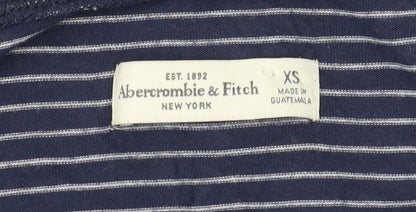 EST. 1892
Abercrombie & Fitch
NEW YORK
XS
MADE IN
GUATEMALA